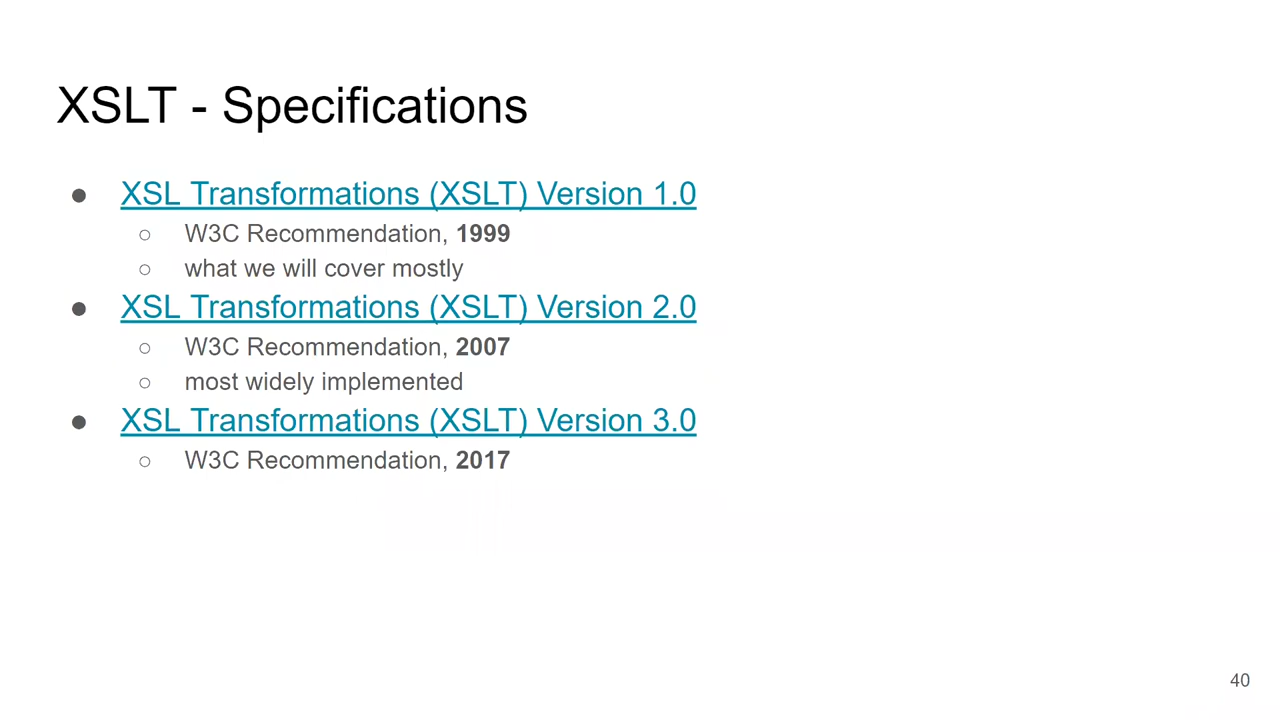 XSLT - Specifications
● XSL Transformations (XSLT) Version 1.0
○ W3C Recommendation, 1999
○ what we will cover mostly
● XSL Transformations (XSLT) Version 2.0
○ W3C Recommendation, 2007
○ most widely implemented
● XSL Transformations (XSLT) Version 3.0
○ W3C Recommendation, 2017
40